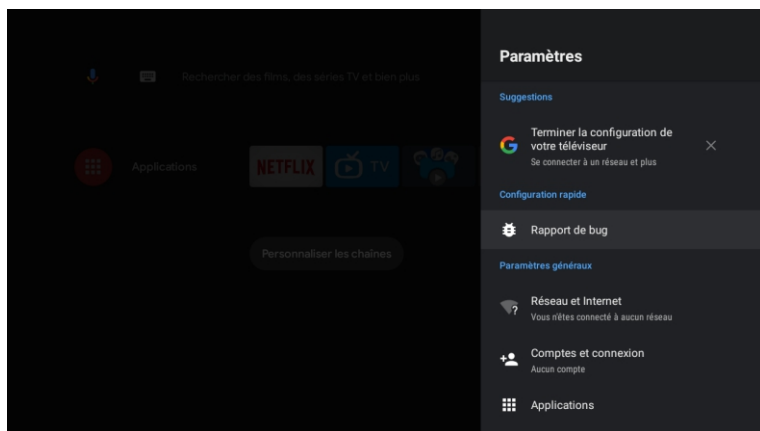 Paramètres
Suggestions
Rechercher des films, des séries TV et bien plus
Terminer la configuration de
votre téléviseur
Se connecter à un réseau et plus
Applications
NETFLIX
TV
Configuration rapide
Rapport de bug
Personnaliser les chaînes
Paramètres généraux
Réseau et Internet
Vous n'êtes connecté à aucun réseau
Comptes et connexion
Aucun compte
Applications